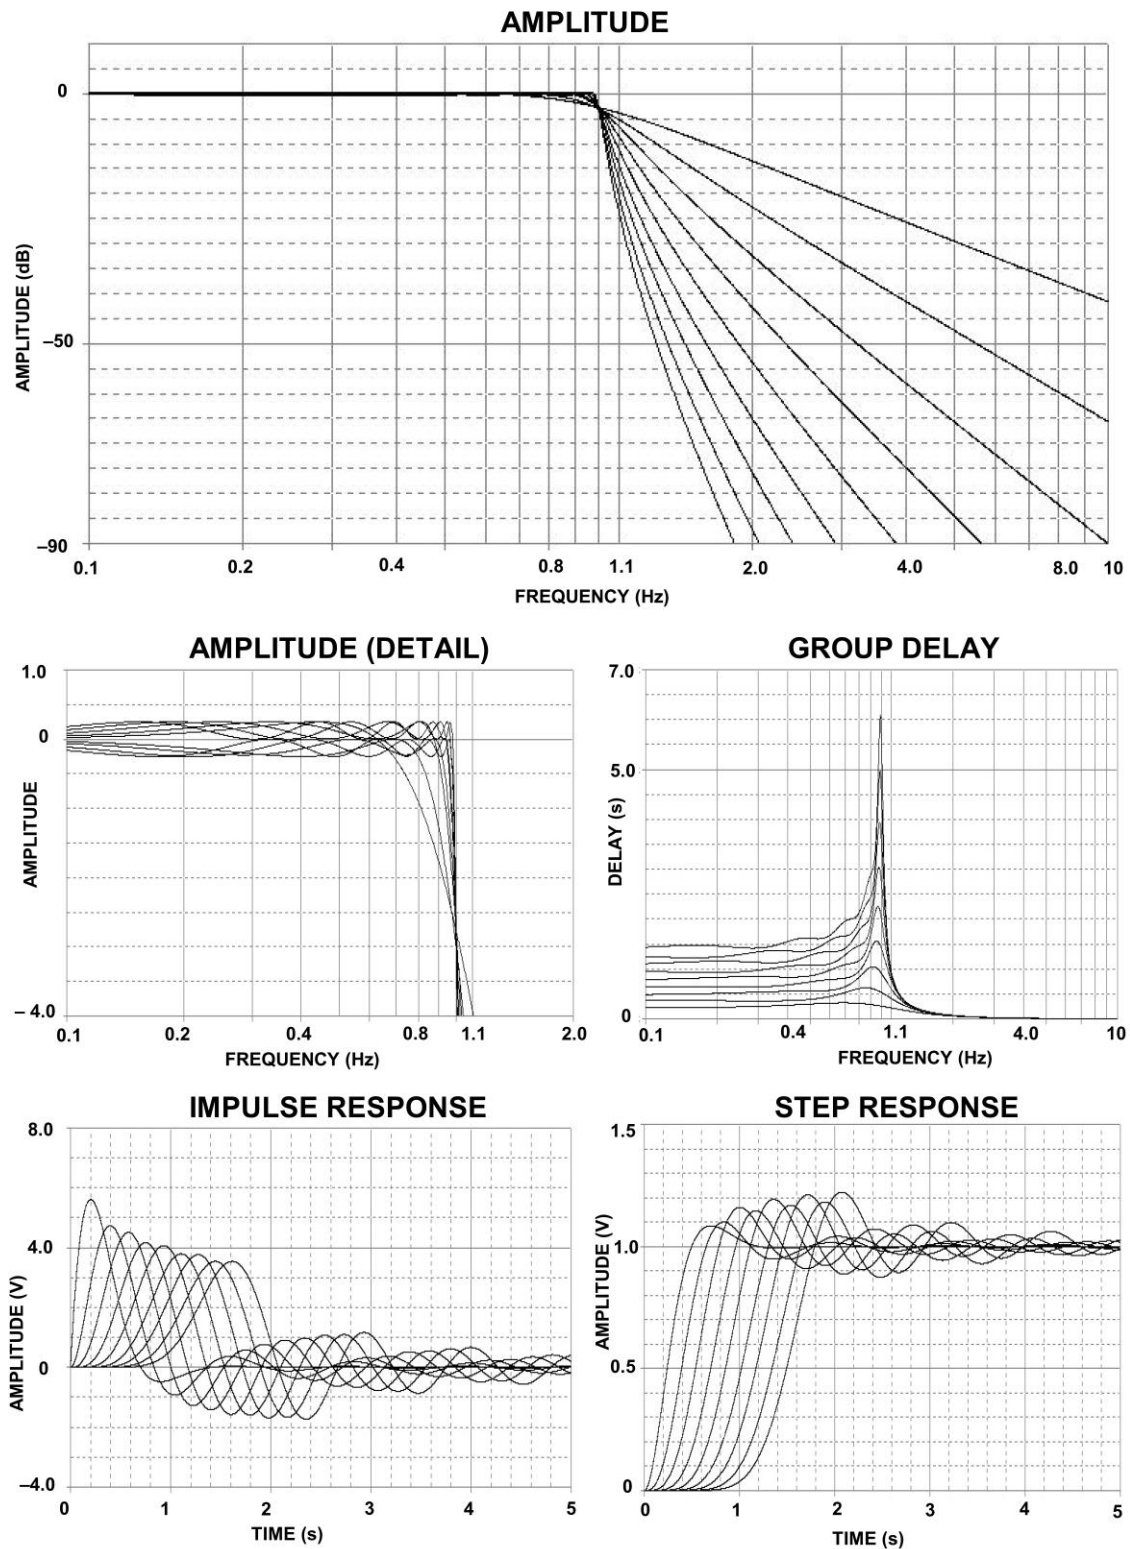 AMPLITUDE
0
–50
–90
AMPLITUDE (dB)
0.1 0.2 0.4 0.8 1.1 2.0 4.0 8.0 10
FREQUENCY (Hz)
AMPLITUDE (DETAIL)
1.0
0
– 4.0
AMPLITUDE
0.1 0.2 0.4 0.8 1.1 2.0
FREQUENCY (Hz)
GROUP DELAY
7.0
5.0
0
DELAY (s)
0.1 0.4 1.1 4.0 10
FREQUENCY (Hz)
IMPULSE RESPONSE
8.0
4.0
0
–4.0
AMPLITUDE (V)
0 1 2 3 4 5
TIME (s)
STEP RESPONSE
1.5
1.0
0.5
0
AMPLITUDE (V)
0 1 2 3 4 5
TIME (s)